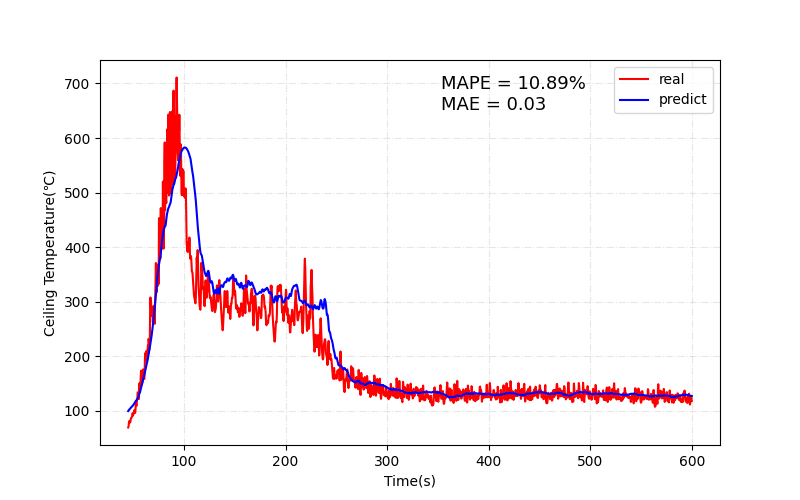 MAPE = 10.89%
MAE = 0.03
real
predict
Ceiling Temperature(℃)
700
600
500
400
300
200
100
100 200 300 400 500 600
Time(s)